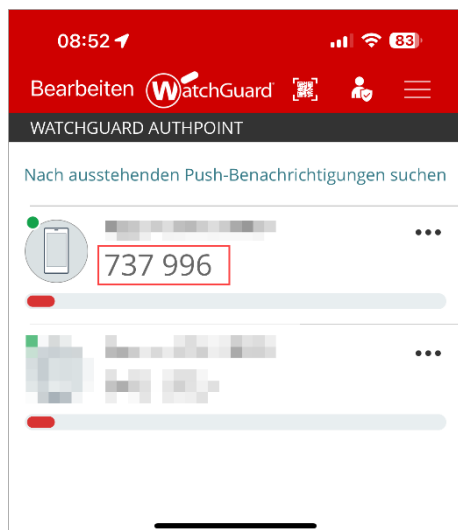 08:52 83
Bearbeiten WatchGuard
WATCHGUARD AUTHPOINT
Nach ausstehenden Push-Benachrichtigungen suchen
737 996